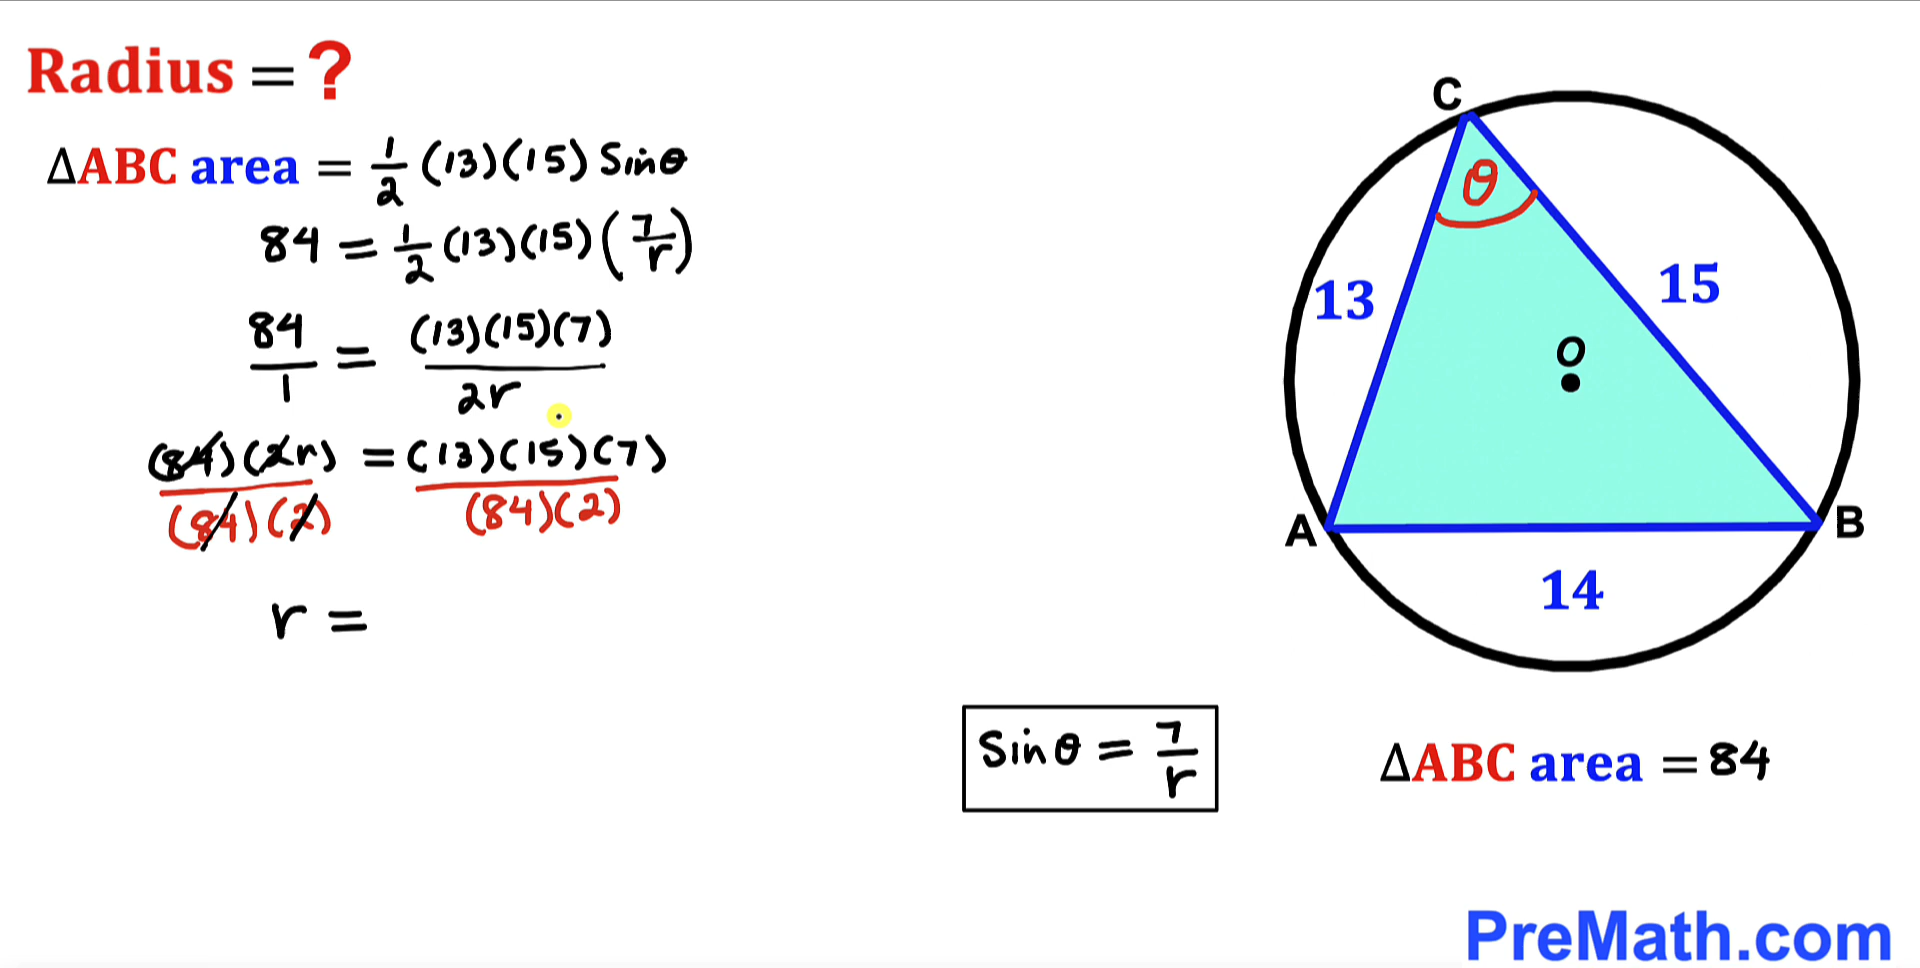 Radius = ?
ΔABC area = 1/2 (13)(15) Sinθ
84 = 1/2 (13)(15)(7/r)
84/1 = (13)(15)(7)/2r
(84)(2r)/(84)(2) = (13)(15)(7)/(84)(2)
r =
C
θ
13
15
O
A
B
14
Sinθ = 7/r
ΔABC area = 84
PreMath.com